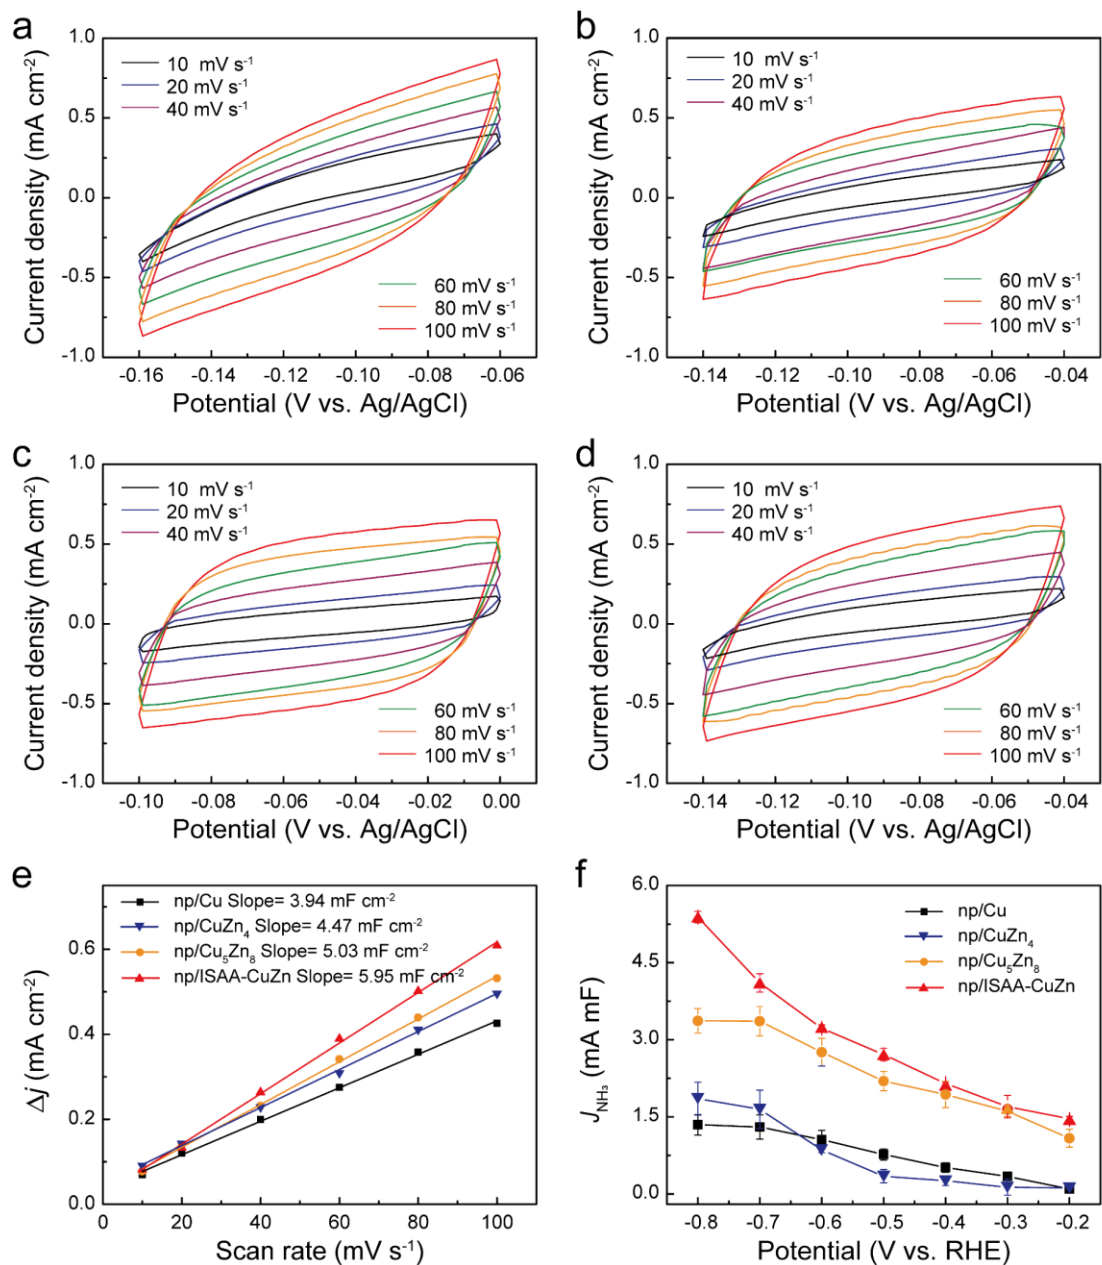 a
1.0
0.5
0.0
-0.5
-1.0
Current density (mA cm⁻²)
10 mV s⁻¹
20 mV s⁻¹
40 mV s⁻¹
60 mV s⁻¹
80 mV s⁻¹
100 mV s⁻¹
-0.16 -0.14 -0.12 -0.10 -0.08 -0.06
Potential (V vs. Ag/AgCl)
b
1.0
0.5
0.0
-0.5
-1.0
Current density (mA cm⁻²)
10 mV s⁻¹
20 mV s⁻¹
40 mV s⁻¹
60 mV s⁻¹
80 mV s⁻¹
100 mV s⁻¹
-0.14 -0.12 -0.10 -0.08 -0.06 -0.04
Potential (V vs. Ag/AgCl)
c
1.0
0.5
0.0
-0.5
-1.0
Current density (mA cm⁻²)
10 mV s⁻¹
20 mV s⁻¹
40 mV s⁻¹
60 mV s⁻¹
80 mV s⁻¹
100 mV s⁻¹
-0.10 -0.08 -0.06 -0.04 -0.02 0.00
Potential (V vs. Ag/AgCl)
d
1.0
0.5
0.0
-0.5
-1.0
Current density (mA cm⁻²)
10 mV s⁻¹
20 mV s⁻¹
40 mV s⁻¹
60 mV s⁻¹
80 mV s⁻¹
100 mV s⁻¹
-0.14 -0.12 -0.10 -0.08 -0.06 -0.04
Potential (V vs. Ag/AgCl)
e
0.6
0.4
0.2
0.0
Δj (mA cm⁻²)
np/Cu Slope= 3.94 mF cm⁻²
np/CuZn₄ Slope= 4.47 mF cm⁻²
np/Cu₅Zn₈ Slope= 5.03 mF cm⁻²
np/ISAA-CuZn Slope= 5.95 mF cm⁻²
0 20 40 60 80 100
Scan rate (mV s⁻¹)
f
6.0
4.5
3.0
1.5
0.0
J_NH₃ (mA mF)
np/Cu
np/CuZn₄
np/Cu₅Zn₈
np/ISAA-CuZn
-0.8 -0.7 -0.6 -0.5 -0.4 -0.3 -0.2
Potential (V vs. RHE)